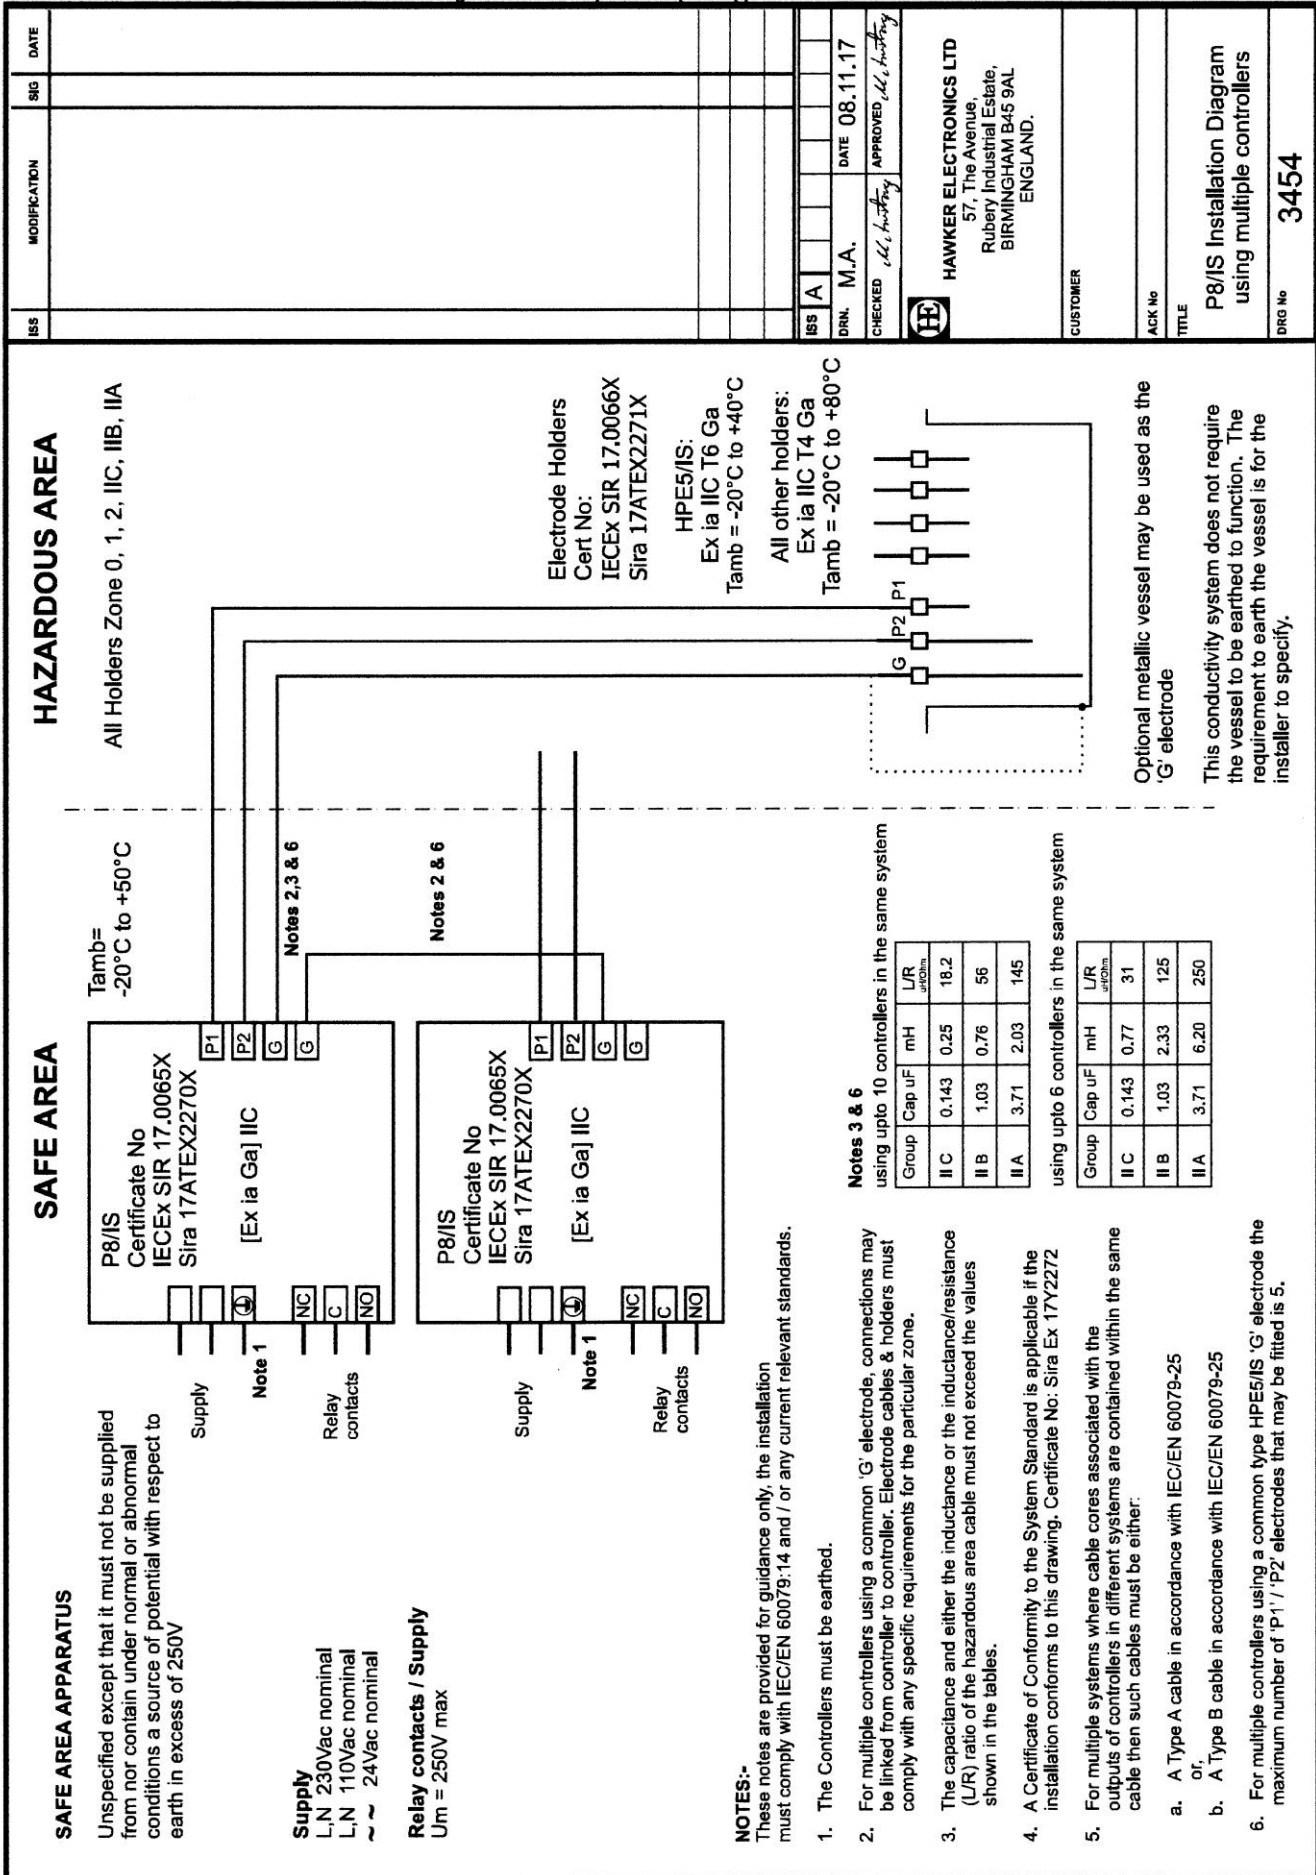 SAFE AREA
HAZARDOUS AREA
SAFE AREA APPARATUS
Unspecified except that it must not be supplied
from nor contain under normal or abnormal
conditions a source of potential with respect to
earth in excess of 250V
Supply
L,N 230Vac nominal
L,N 110Vac nominal
~ ~ 24Vac nominal
Relay contacts / Supply
Um = 250V max
Supply
Note 1
Relay
contacts
P8/IS
Certificate No
IECEx SIR 17.0065X
Sira 17ATEX2270X
[Ex ia Ga] IIC
NC
C
NO
P1
P2
G
G
Tamb=
-20°C to +50°C
Notes 2,3 & 6
Supply
Note 1
Relay
contacts
P8/IS
Certificate No
IECEx SIR 17.0065X
Sira 17ATEX2270X
[Ex ia Ga] IIC
NC
C
NO
P1
P2
G
G
Notes 2 & 6
All Holders Zone 0, 1, 2, IIC, IIB, IIA
Electrode Holders
Cert No:
IECEx SIR 17.0066X
Sira 17ATEX2271X
HPE5/IS:
Ex ia IIC T6 Ga
Tamb = -20°C to +40°C
All other holders:
Ex ia IIC T4 Ga
Tamb = -20°C to +80°C
G P2 P1
Optional metallic vessel may be used as the
'G' electrode
This conductivity system does not require
the vessel to be earthed to function. The
requirement to earth the vessel is for the
installer to specify.
NOTES:-
These notes are provided for guidance only, the installation
must comply with IEC/EN 60079:14 and / or any current relevant standards.
1. The Controllers must be earthed.
2. For multiple controllers using a common 'G' electrode, connections may
be linked from controller to controller. Electrode cables & holders must
comply with any specific requirements for the particular zone.
3. The capacitance and either the inductance or the inductance/resistance
(L/R) ratio of the hazardous area cable must not exceed the values
shown in the tables.
4. A Certificate of Conformity to the System Standard is applicable if the
installation conforms to this drawing. Certificate No: Sira Ex 17Y2272
5. For multiple systems where cable cores associated with the
outputs of controllers in different systems are contained within the same
cable then such cables must be either:
a. A Type A cable in accordance with IEC/EN 60079-25
or,
b. A Type B cable in accordance with IEC/EN 60079-25
6. For multiple controllers using a common type HPE5/IS 'G' electrode the
maximum number of 'P1' / 'P2' electrodes that may be fitted is 5.
Notes 3 & 6
using upto 10 controllers in the same system
Group Cap uF mH L/R uH/Ohm
II C 0.143 0.25 18.2
II B 1.03 0.76 56
II A 3.71 2.03 145
using upto 6 controllers in the same system
Group Cap uF mH L/R uH/Ohm
II C 0.143 0.77 31
II B 1.03 2.33 125
II A 3.71 6.20 250
ISS MODIFICATION SIG DATE
ISS A
DRN. M.A. DATE 08.11.17
CHECKED APPROVED
HE
HAWKER ELECTRONICS LTD
57, The Avenue,
Rubery Industrial Estate,
BIRMINGHAM B45 9AL
ENGLAND.
CUSTOMER
ACK No
TITLE
P8/IS Installation Diagram
using multiple controllers
DRG No 3454